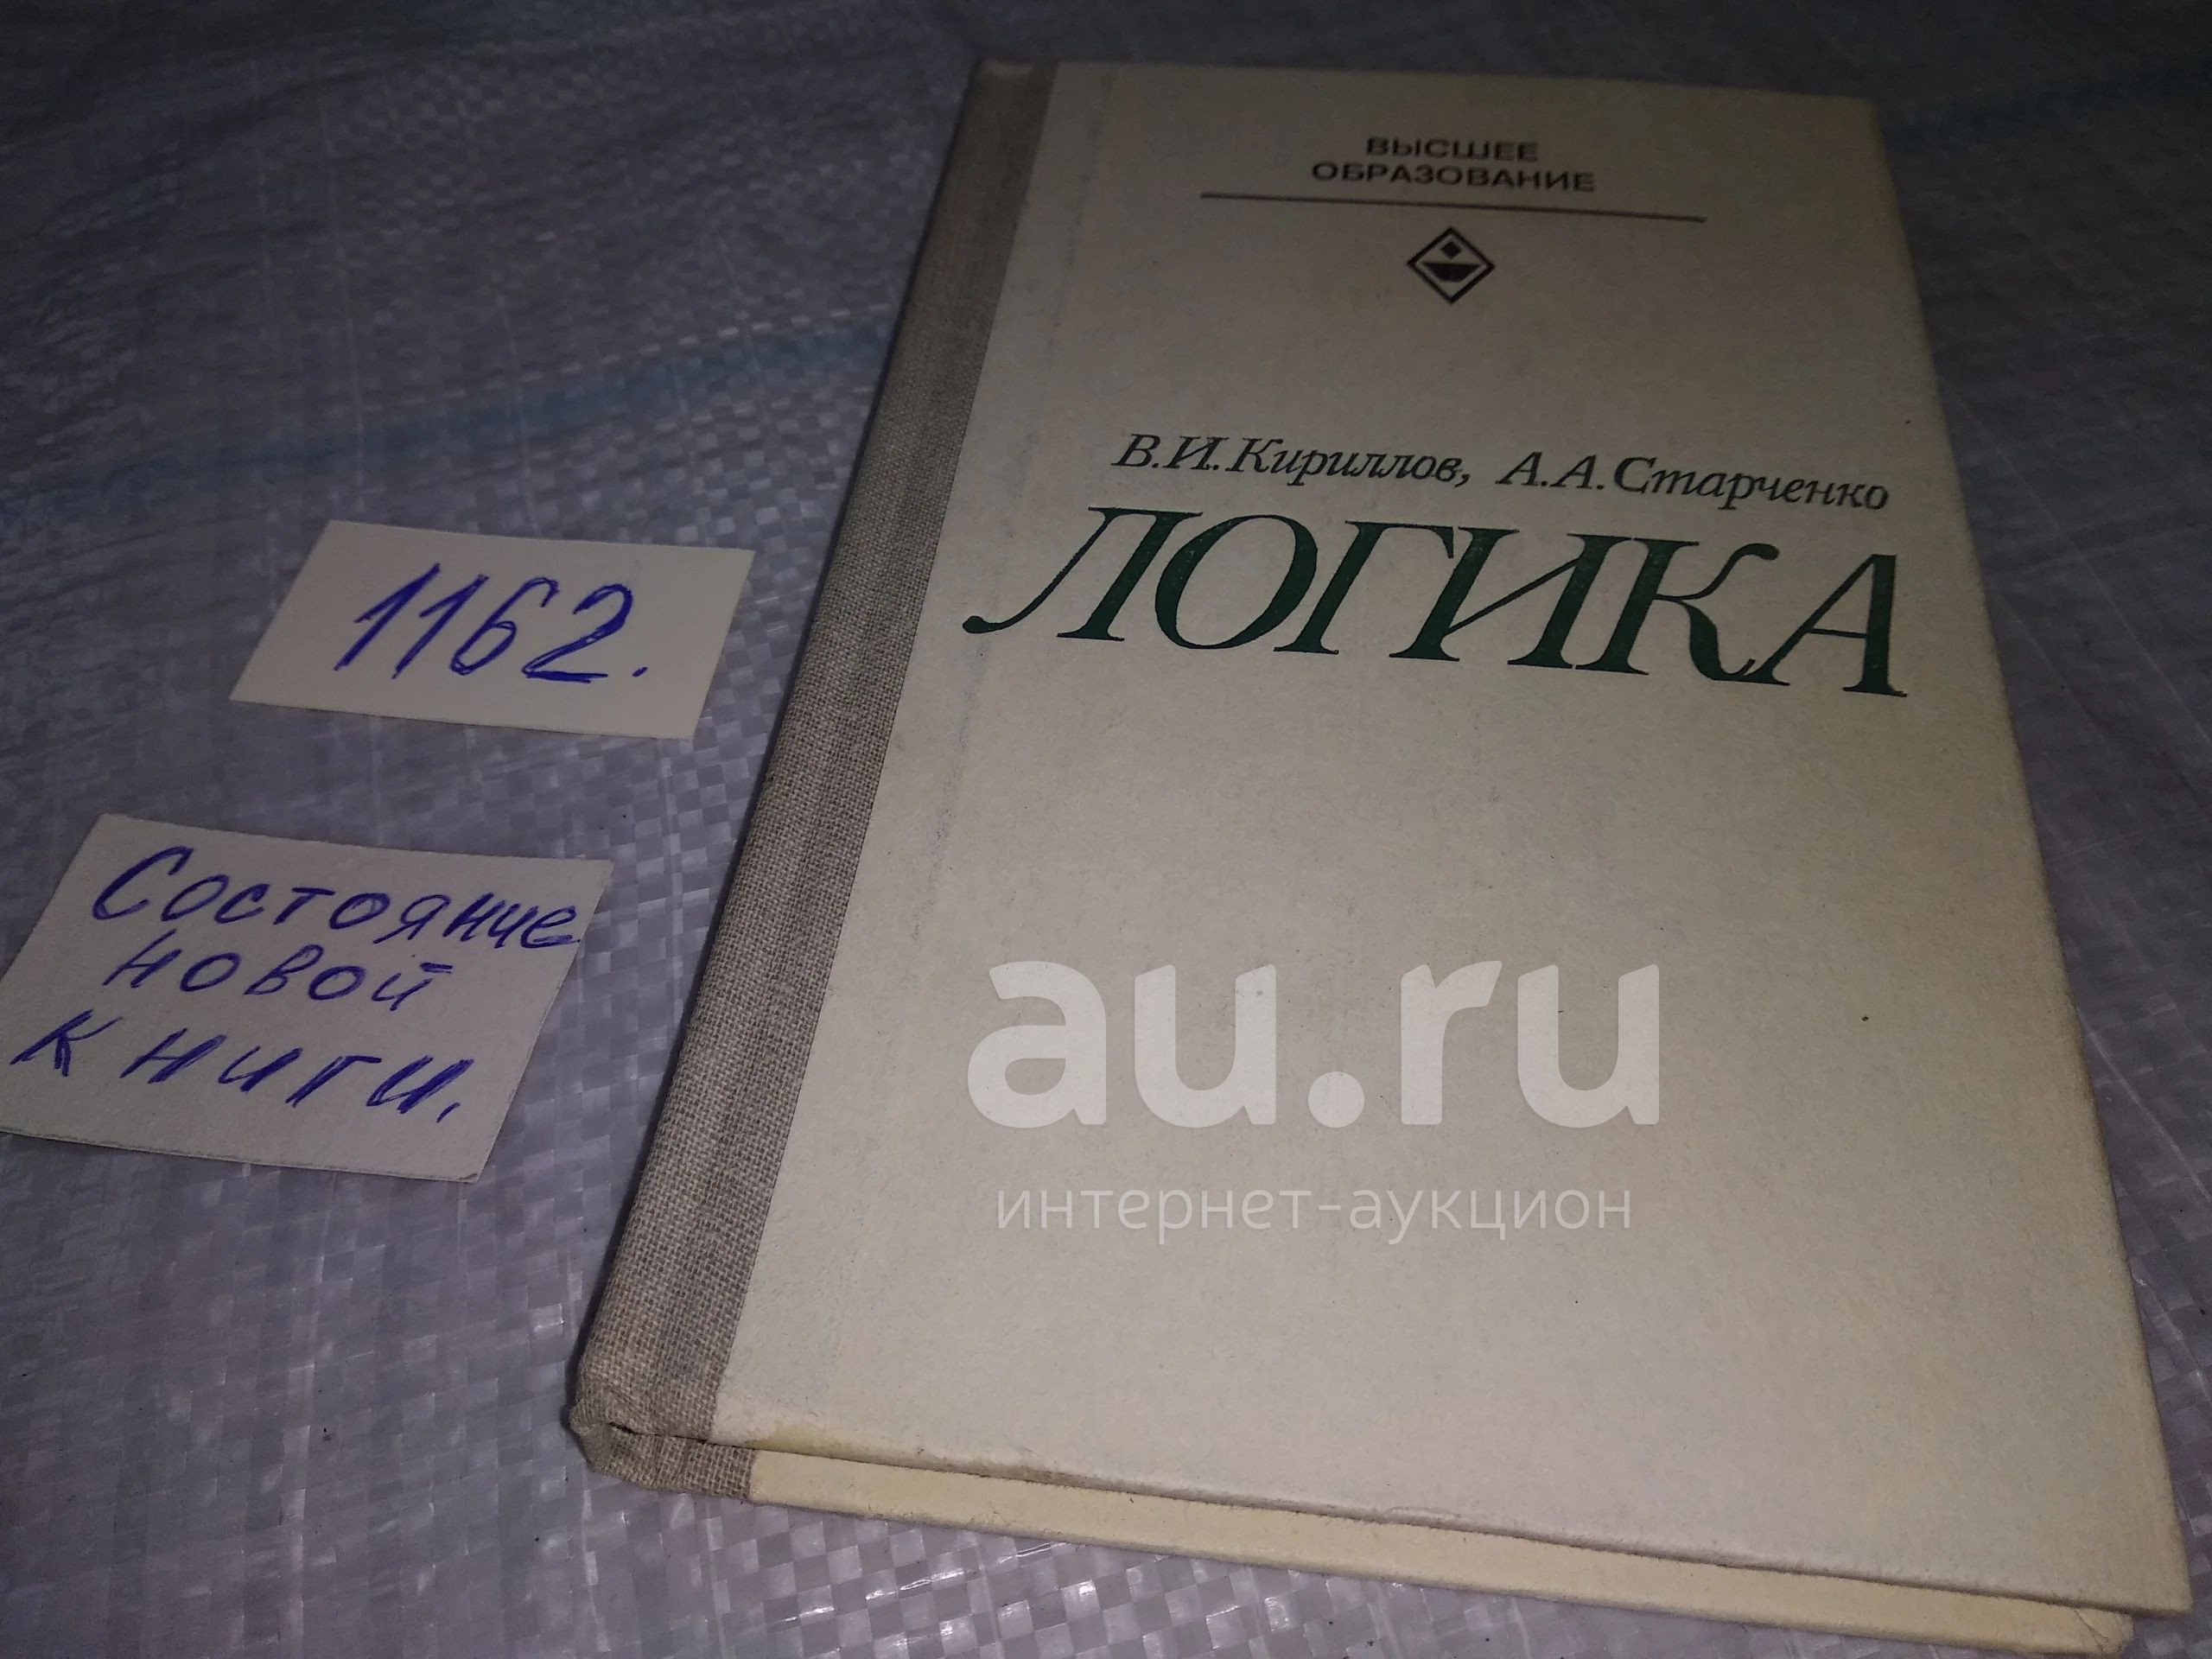 ВЫСШЕЕ
ОБРАЗОВАНИЕ
В.И.Кириллов, А.А.Старченко
ЛОГИКА
1162.
Состояние
новой
книги.
au.ru
интернет-аукцион